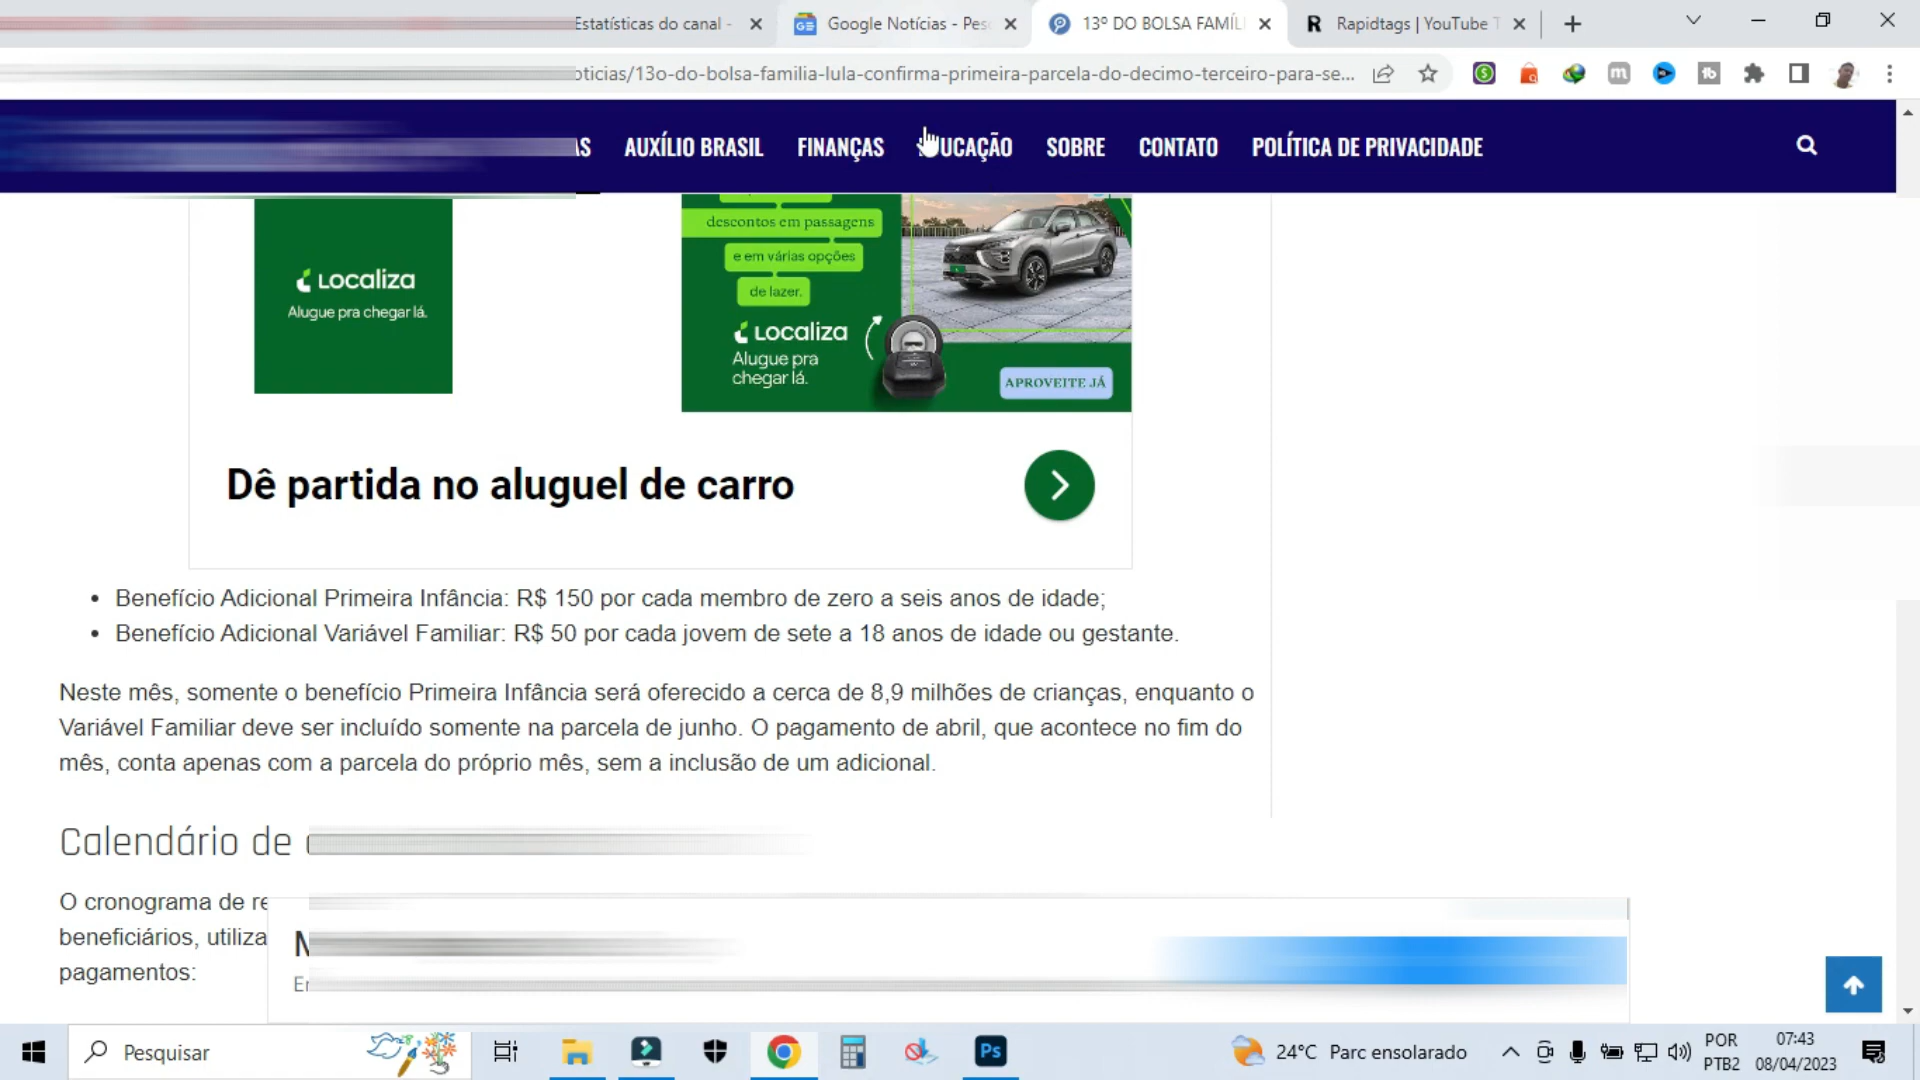 Estatísticas do canal -
Google Notícias - Pes
13º DO BOLSA FAMÍL
Rapidtags | YouTube T
oticias/13o-do-bolsa-familia-lula-confirma-primeira-parcela-do-decimo-terceiro-para-se...
AS AUXÍLIO BRASIL FINANÇAS UCAÇÃO SOBRE CONTATO POLÍTICA DE PRIVACIDADE
Localiza
Alugue pra chegar lá.
descontos em passagens
e em várias opções
de lazer.
Localiza
Alugue pra
chegar lá.
APROVEITE JÁ
Dê partida no aluguel de carro
• Benefício Adicional Primeira Infância: R$ 150 por cada membro de zero a seis anos de idade;
• Benefício Adicional Variável Familiar: R$ 50 por cada jovem de sete a 18 anos de idade ou gestante.
Neste mês, somente o benefício Primeira Infância será oferecido a cerca de 8,9 milhões de crianças, enquanto o
Variável Familiar deve ser incluído somente na parcela de junho. O pagamento de abril, que acontece no fim do
mês, conta apenas com a parcela do próprio mês, sem a inclusão de um adicional.
Calendário de
O cronograma de re
beneficiários, utiliza
pagamentos:
Pesquisar
Ps
24°C Parc ensolarado
POR
PTB2
07:43
08/04/2023